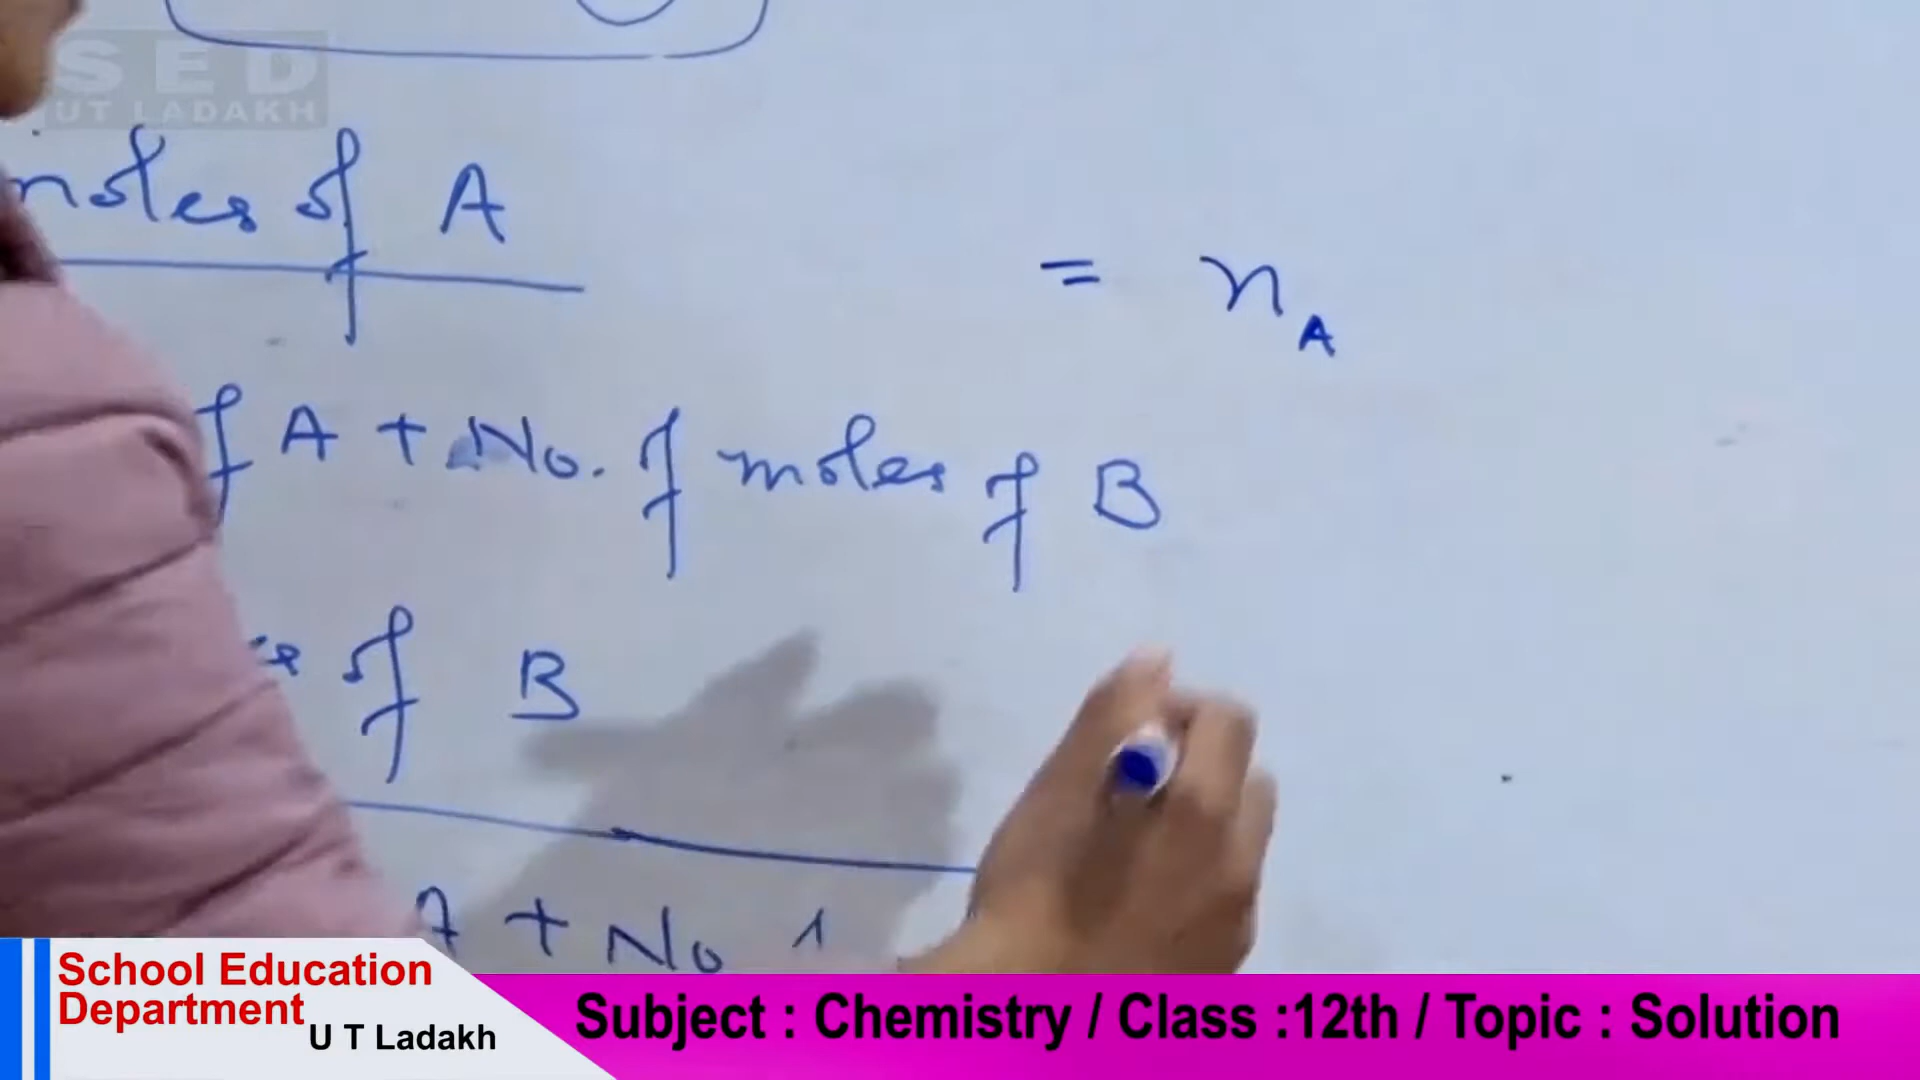 SED
UT LADAKH
moles of A
= n
A
of A + No. of moles of B
of B
A + No
School Education
Department
U T Ladakh
Subject : Chemistry / Class :12th / Topic : Solution